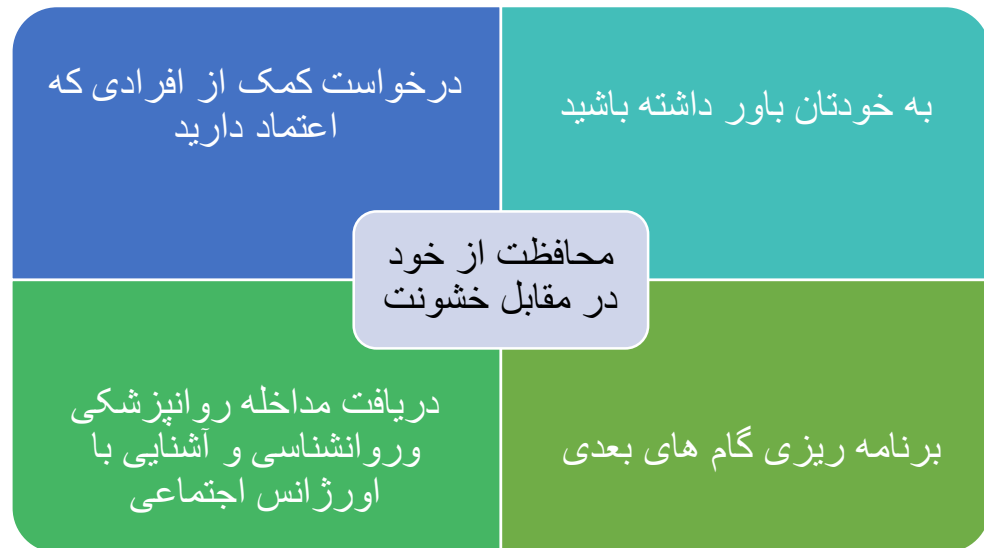 به خودتان باور داشته باشید
درخواست کمک از افرادی که
اعتماد دارید
محافظت از خود
در مقابل خشونت
برنامه ریزی گام های بعدی
دریافت مداخله روانپزشکی
وروانشناسی و آشنایی با
اورژانس اجتماعی